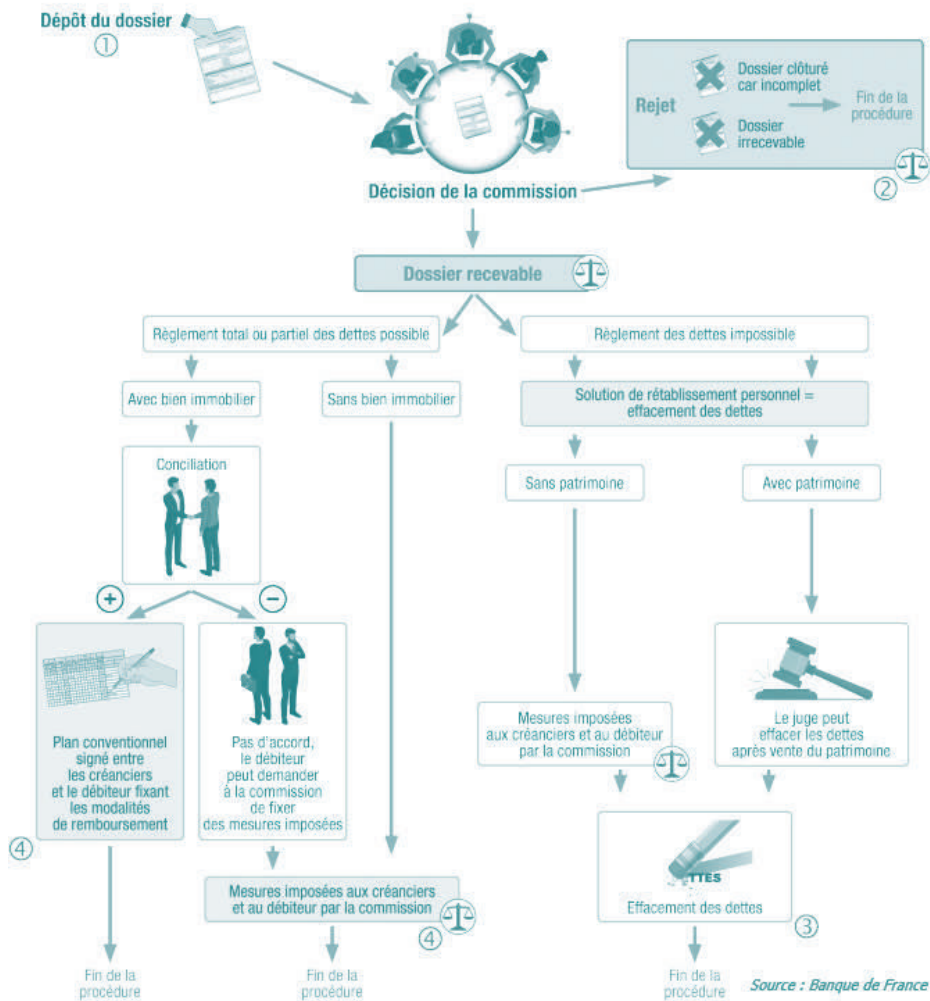 Dépôt du dossier
①
Décision de la commission
Rejet
Dossier clôturé
car incomplet
Dossier
irrecevable
Fin de la
procédure
②
Dossier recevable
Règlement total ou partiel des dettes possible
Règlement des dettes impossible
Avec bien immobilier
Sans bien immobilier
Solution de rétablissement personnel =
effacement des dettes
Conciliation
Sans patrimoine
Avec patrimoine
+
−
Plan conventionnel
signé entre
les créanciers
et le débiteur fixant
les modalités
de remboursement
④
Pas d'accord,
le débiteur
peut demander
à la commission
de fixer
des mesures imposées
Mesures imposées
aux créanciers et au débiteur
par la commission
Le juge peut
effacer les dettes
après vente du patrimoine
Mesures imposées aux créanciers
et au débiteur par la commission
④
TTES
Effacement des dettes
③
Fin de la
procédure
Fin de la
procédure
Fin de la
procédure
Source : Banque de France